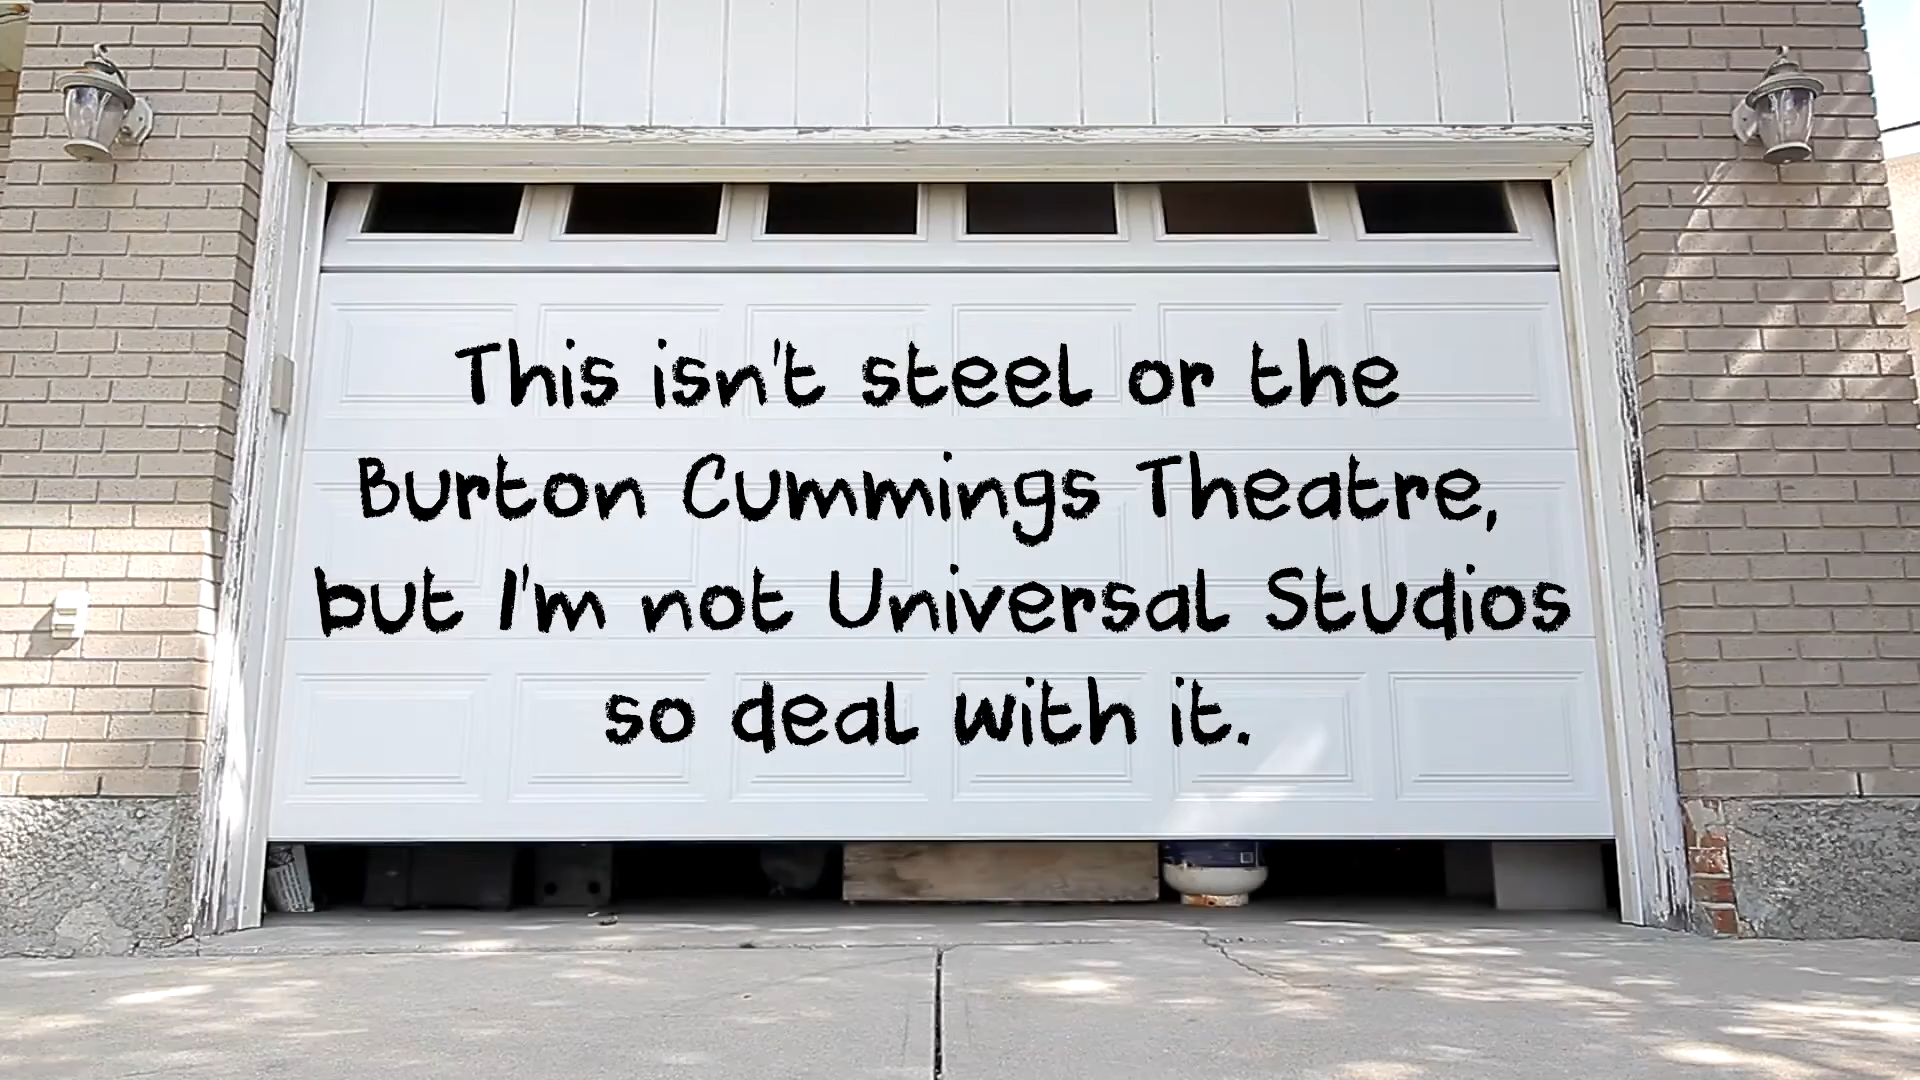 This isn't steel or the
Burton Cummings Theatre,
but I'm not Universal Studios
so deal with it.